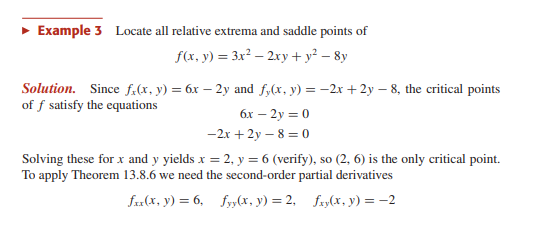 ► Example 3 Locate all relative extrema and saddle points of
f(x, y) = 3x² − 2xy + y² − 8y
Solution. Since fₓ(x, y) = 6x − 2y and fᵧ(x, y) = −2x + 2y − 8, the critical points
of f satisfy the equations
6x − 2y = 0
−2x + 2y − 8 = 0
Solving these for x and y yields x = 2, y = 6 (verify), so (2, 6) is the only critical point.
To apply Theorem 13.8.6 we need the second-order partial derivatives
fₓₓ(x, y) = 6, fᵧᵧ(x, y) = 2, fₓᵧ(x, y) = −2